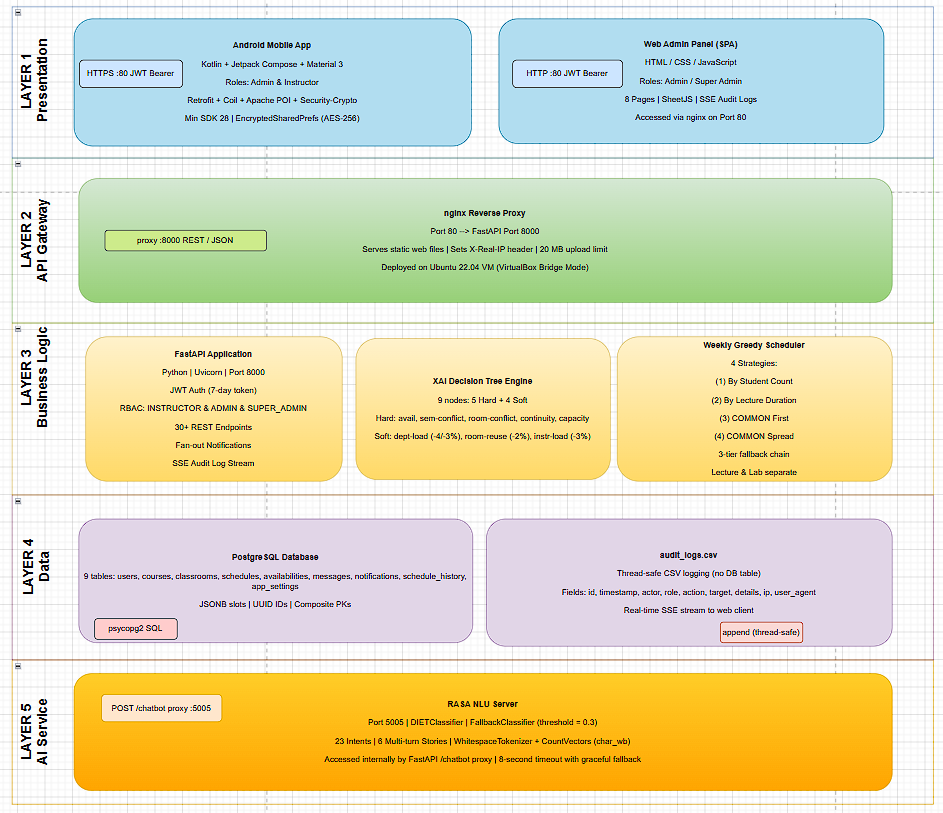 LAYER 1
Presentation
Android Mobile App
HTTPS :80 JWT Bearer
Kotlin + Jetpack Compose + Material 3
Roles: Admin & Instructor
Retrofit + Coil + Apache POI + Security-Crypto
Min SDK 28 | EncryptedSharedPrefs (AES-256)
Web Admin Panel (SPA)
HTTP :80 JWT Bearer
HTML / CSS / JavaScript
Roles: Admin / Super Admin
8 Pages | SheetJS | SSE Audit Logs
Accessed via nginx on Port 80
LAYER 2
API Gateway
nginx Reverse Proxy
proxy :8000 REST / JSON
Port 80 --> FastAPI Port 8000
Serves static web files | Sets X-Real-IP header | 20 MB upload limit
Deployed on Ubuntu 22.04 VM (VirtualBox Bridge Mode)
LAYER 3
Business Logic
FastAPI Application
Python | Uvicorn | Port 8000
JWT Auth (7-day token)
RBAC: INSTRUCTOR & ADMIN & SUPER_ADMIN
30+ REST Endpoints
Fan-out Notifications
SSE Audit Log Stream
XAI Decision Tree Engine
9 nodes: 5 Hard + 4 Soft
Hard: avail, sem-conflict, room-conflict, continuity, capacity
Soft: dept-load (-4/-3%), room-reuse (-2%), instr-load (-3%)
Weekly Greedy Scheduler
4 Strategies:
(1) By Student Count
(2) By Lecture Duration
(3) COMMON First
(4) COMMON Spread
3-tier fallback chain
Lecture & Lab separate
LAYER 4
Data
PostgreSQL Database
9 tables: users, courses, classrooms, schedules, availabilities, messages, notifications, schedule_history,
app_settings
JSONB slots | UUID IDs | Composite PKs
psycopg2 SQL
audit_logs.csv
Thread-safe CSV logging (no DB table)
Fields: id, timestamp, actor, role, action, target, details, ip, user_agent
Real-time SSE stream to web client
append (thread-safe)
LAYER 5
AI Service
POST /chatbot proxy :5005
RASA NLU Server
Port 5005 | DIETClassifier | FallbackClassifier (threshold = 0.3)
23 Intents | 6 Multi-turn Stories | WhitespaceTokenizer + CountVectors (char_wb)
Accessed internally by FastAPI /chatbot proxy | 8-second timeout with graceful fallback